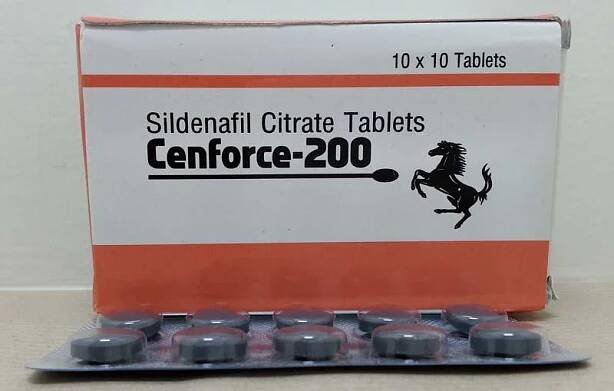 10 x 10 Tablets
Sildenafil Citrate Tablets
Cenforce-200